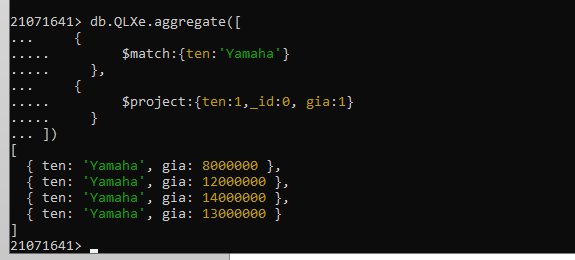 21071641> db.QLXe.aggregate([
...     {
.....         $match:{ten:'Yamaha'}
.....     },
...     {
.....         $project:{ten:1,_id:0, gia:1}
.....     }
... ])
[
  { ten: 'Yamaha', gia: 8000000 },
  { ten: 'Yamaha', gia: 12000000 },
  { ten: 'Yamaha', gia: 14000000 },
  { ten: 'Yamaha', gia: 13000000 }
]
21071641>